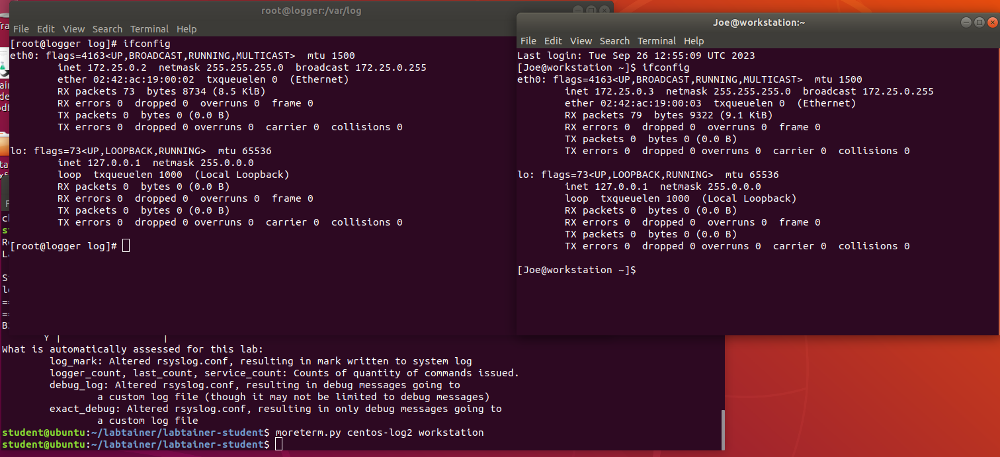 root@logger:/var/log
File Edit View Search Terminal Help
[root@logger log]# ifconfig
eth0: flags=4163<UP,BROADCAST,RUNNING,MULTICAST>  mtu 1500
        inet 172.25.0.2  netmask 255.255.255.0  broadcast 172.25.0.255
        ether 02:42:ac:19:00:02  txqueuelen 0  (Ethernet)
        RX packets 73  bytes 8734 (8.5 KiB)
        RX errors 0  dropped 0  overruns 0  frame 0
        TX packets 0  bytes 0 (0.0 B)
        TX errors 0  dropped 0 overruns 0  carrier 0  collisions 0
lo: flags=73<UP,LOOPBACK,RUNNING>  mtu 65536
        inet 127.0.0.1  netmask 255.0.0.0
        loop  txqueuelen 1000  (Local Loopback)
        RX packets 0  bytes 0 (0.0 B)
        RX errors 0  dropped 0  overruns 0  frame 0
        TX packets 0  bytes 0 (0.0 B)
        TX errors 0  dropped 0 overruns 0  carrier 0  collisions 0
[root@logger log]#
Joe@workstation:~
File Edit View Search Terminal Help
Last login: Tue Sep 26 12:55:09 UTC 2023
[Joe@workstation ~]$ ifconfig
eth0: flags=4163<UP,BROADCAST,RUNNING,MULTICAST>  mtu 1500
        inet 172.25.0.3  netmask 255.255.255.0  broadcast 172.25.0.255
        ether 02:42:ac:19:00:03  txqueuelen 0  (Ethernet)
        RX packets 79  bytes 9322 (9.1 KiB)
        RX errors 0  dropped 0  overruns 0  frame 0
        TX packets 0  bytes 0 (0.0 B)
        TX errors 0  dropped 0 overruns 0  carrier 0  collisions 0
lo: flags=73<UP,LOOPBACK,RUNNING>  mtu 65536
        inet 127.0.0.1  netmask 255.0.0.0
        loop  txqueuelen 1000  (Local Loopback)
        RX packets 0  bytes 0 (0.0 B)
        RX errors 0  dropped 0  overruns 0  frame 0
        TX packets 0  bytes 0 (0.0 B)
        TX errors 0  dropped 0 overruns 0  carrier 0  collisions 0
[Joe@workstation ~]$
What is automatically assessed for this lab:
        log_mark: Altered rsyslog.conf, resulting in mark written to system log
        logger_count, last_count, service_count: Counts of quantity of commands issued.
        debug_log: Altered rsyslog.conf, resulting in debug messages going to
                a custom log file (though it may not be limited to debug messages)
        exact_debug: Altered rsyslog.conf, resulting in only debug messages going to
                a custom log file
student@ubuntu:~/labtainer/labtainer-student$ moreterm.py centos-log2 workstation
student@ubuntu:~/labtainer/labtainer-student$